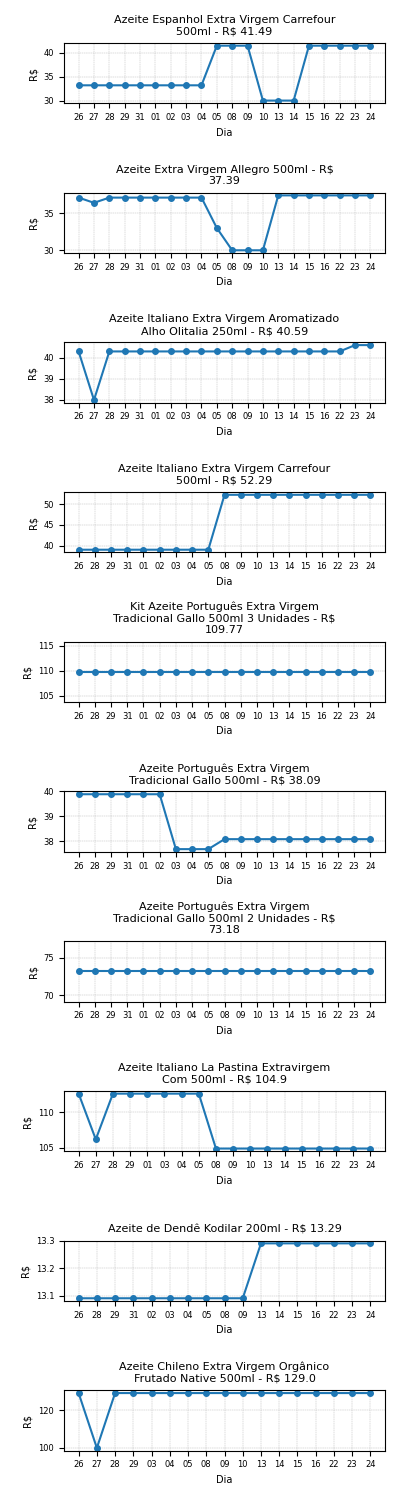 Azeite Espanhol Extra Virgem Carrefour
500ml - R$ 41.49
40
35
30
R$
26 27 28 29 31 01 02 03 04 05 08 09 10 13 14 15 16 22 23 24
Dia
Azeite Extra Virgem Allegro 500ml - R$
37.39
35
30
R$
26 27 28 29 31 01 02 03 04 05 08 09 10 13 14 15 16 22 23 24
Dia
Azeite Italiano Extra Virgem Aromatizado
Alho Olitalia 250ml - R$ 40.59
40
39
38
R$
26 27 28 29 31 01 02 03 04 05 08 09 10 13 14 15 16 22 23 24
Dia
Azeite Italiano Extra Virgem Carrefour
500ml - R$ 52.29
50
45
40
R$
26 28 29 31 01 02 03 04 05 08 09 10 13 14 15 16 22 23 24
Dia
Kit Azeite Português Extra Virgem
Tradicional Gallo 500ml 3 Unidades - R$
109.77
115
110
105
R$
26 28 29 31 01 02 03 04 05 08 09 10 13 14 15 16 22 23 24
Dia
Azeite Português Extra Virgem
Tradicional Gallo 500ml - R$ 38.09
40
39
38
R$
26 28 29 31 01 02 03 04 05 08 09 10 13 14 15 16 22 23 24
Dia
Azeite Português Extra Virgem
Tradicional Gallo 500ml 2 Unidades - R$
73.18
75
70
R$
26 28 29 31 01 02 03 04 05 08 09 10 13 14 15 16 22 23 24
Dia
Azeite Italiano La Pastina Extravirgem
Com 500ml - R$ 104.9
110
105
R$
26 27 28 29 01 03 04 05 08 09 10 13 14 15 16 22 23 24
Dia
Azeite de Dendê Kodilar 200ml - R$ 13.29
13.3
13.2
13.1
R$
26 28 29 31 02 03 04 05 08 09 13 14 15 16 22 23 24
Dia
Azeite Chileno Extra Virgem Orgânico
Frutado Native 500ml - R$ 129.0
120
100
R$
26 27 28 29 03 04 05 08 09 10 13 14 15 16 22 23 24
Dia